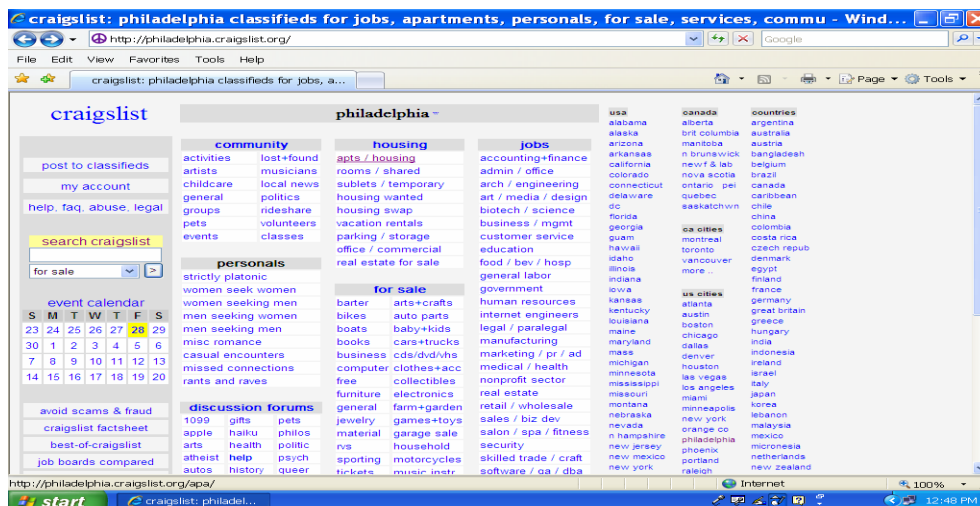 craigslist: philadelphia classifieds for jobs, apartments, personals, for sale, services, commu - Wind...
http://philadelphia.craigslist.org/
Google
File Edit View Favorites Tools Help
craigslist: philadelphia classifieds for jobs, a...
Page Tools
craigslist
post to classifieds
my account
help, faq, abuse, legal
search craigslist
for sale >
event calendar
S M T W T F S
23 24 25 26 27 28 29
30 1 2 3 4 5 6
7 8 9 10 11 12 13
14 15 16 17 18 19 20
avoid scams & fraud
craigslist factsheet
best-of-craigslist
job boards compared
philadelphia
community
activities lost+found
artists musicians
childcare local news
general politics
groups rideshare
pets volunteers
events classes
personals
strictly platonic
women seek women
women seeking men
men seeking women
men seeking men
misc romance
casual encounters
missed connections
rants and raves
discussion forums
1099 gifts pets
apple haiku philos
arts health politic
atheist help psych
autos history queer
housing
apts / housing
rooms / shared
sublets / temporary
housing wanted
housing swap
vacation rentals
parking / storage
office / commercial
real estate for sale
for sale
barter arts+crafts
bikes auto parts
boats baby+kids
books cars+trucks
business cds/dvd/vhs
computer clothes+acc
free collectibles
furniture electronics
general farm+garden
jewelry games+toys
material garage sale
rvs household
sporting motorcycles
tickets music instr
jobs
accounting+finance
admin / office
arch / engineering
art / media / design
biotech / science
business / mgmt
customer service
education
food / bev / hosp
general labor
government
human resources
internet engineers
legal / paralegal
manufacturing
marketing / pr / ad
medical / health
nonprofit sector
real estate
retail / wholesale
sales / biz dev
salon / spa / fitness
security
skilled trade / craft
software / qa / dba
usa
alabama
alaska
arizona
arkansas
california
colorado
connecticut
delaware
dc
florida
georgia
guam
hawaii
idaho
illinois
indiana
iowa
kansas
kentucky
louisiana
maine
maryland
mass
michigan
minnesota
mississippi
missouri
montana
nebraska
nevada
n hampshire
new jersey
new mexico
new york
canada
alberta
brit columbia
manitoba
n brunswick
newf & lab
nova scotia
ontario pei
quebec
saskatchwn
ca cities
montreal
toronto
vancouver
more ..
us cities
atlanta
austin
boston
chicago
dallas
denver
houston
las vegas
los angeles
miami
minneapolis
new york
orange co
philadelphia
phoenix
portland
raleigh
countries
argentina
australia
austria
bangladesh
belgium
brazil
canada
caribbean
chile
china
colombia
costa rica
czech repub
denmark
egypt
finland
france
germany
great britain
greece
hungary
india
indonesia
ireland
israel
italy
japan
korea
lebanon
malaysia
mexico
micronesia
netherlands
new zealand
http://philadelphia.craigslist.org/apa/
Internet
100%
start
craigslist: philadel...
12:48 PM